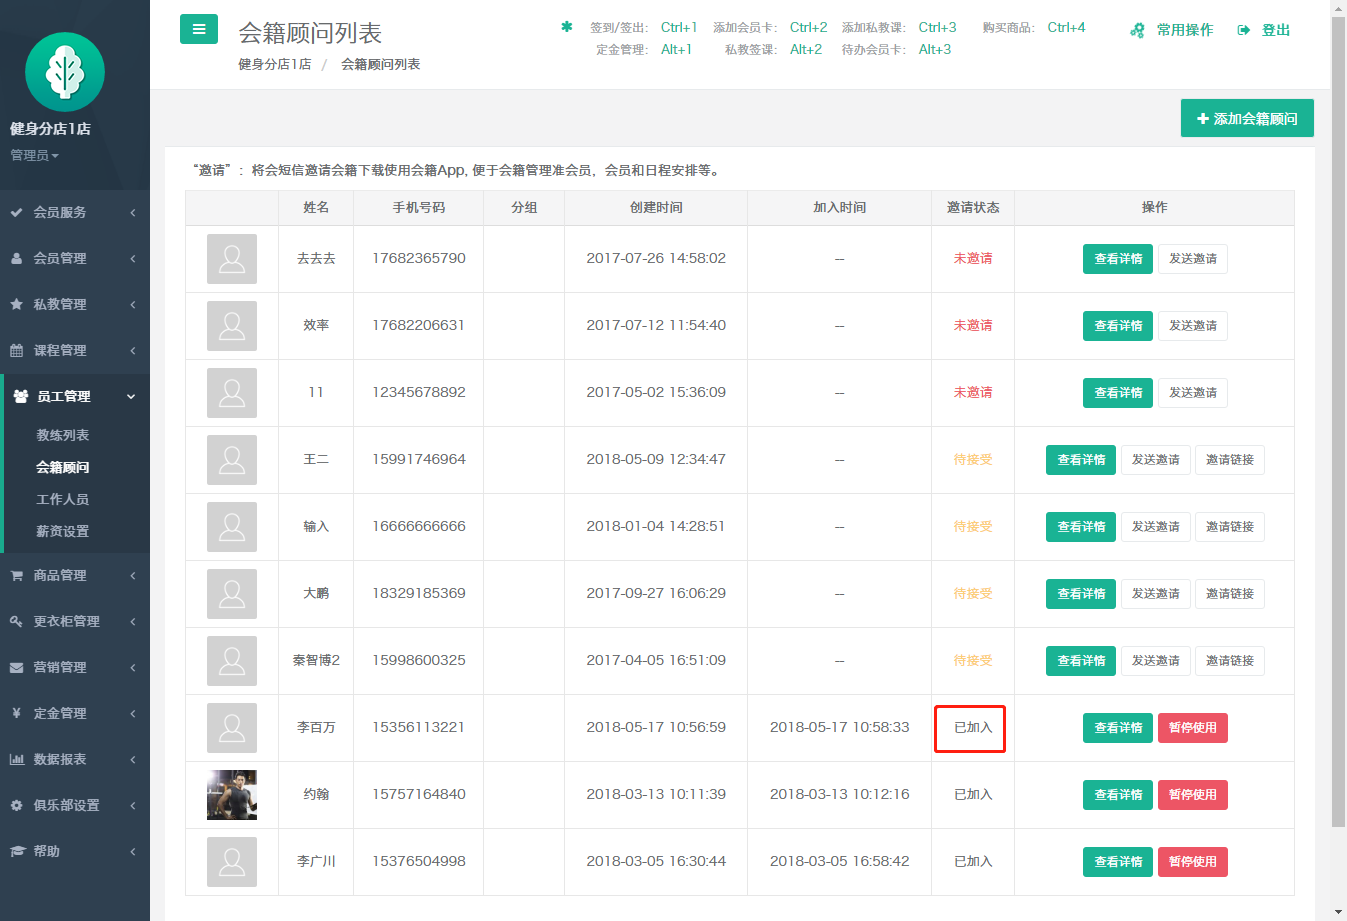 会籍顾问列表
健身分店1店 / 会籍顾问列表
签到/签出: Ctrl+1 添加会员卡: Ctrl+2 添加私教课: Ctrl+3 购买商品: Ctrl+4
定金管理: Alt+1 私教签课: Alt+2 待办会员卡: Alt+3
常用操作 登出
健身分店1店
管理员
会员服务
会员管理
私教管理
课程管理
员工管理
教练列表
会籍顾问
工作人员
薪资设置
商品管理
更衣柜管理
营销管理
¥ 定金管理
数据报表
俱乐部设置
帮助
+ 添加会籍顾问
“邀请”：将会短信邀请会籍下载使用会籍App, 便于会籍管理准会员，会员和日程安排等。
姓名 手机号码 分组 创建时间 加入时间 邀请状态 操作
去去去 17682365790 2017-07-26 14:58:02 -- 未邀请 查看详情 发送邀请
效率 17682206631 2017-07-12 11:54:40 -- 未邀请 查看详情 发送邀请
11 12345678892 2017-05-02 15:36:09 -- 未邀请 查看详情 发送邀请
王二 15991746964 2018-05-09 12:34:47 -- 待接受 查看详情 发送邀请 邀请链接
输入 16666666666 2018-01-04 14:28:51 -- 待接受 查看详情 发送邀请 邀请链接
大鹏 18329185369 2017-09-27 16:06:29 -- 待接受 查看详情 发送邀请 邀请链接
秦智博2 15998600325 2017-04-05 16:51:09 -- 待接受 查看详情 发送邀请 邀请链接
李百万 15356113221 2018-05-17 10:56:59 2018-05-17 10:58:33 已加入 查看详情 暂停使用
约翰 15757164840 2018-03-13 10:11:39 2018-03-13 10:12:16 已加入 查看详情 暂停使用
李广川 15376504998 2018-03-05 16:30:44 2018-03-05 16:58:42 已加入 查看详情 暂停使用